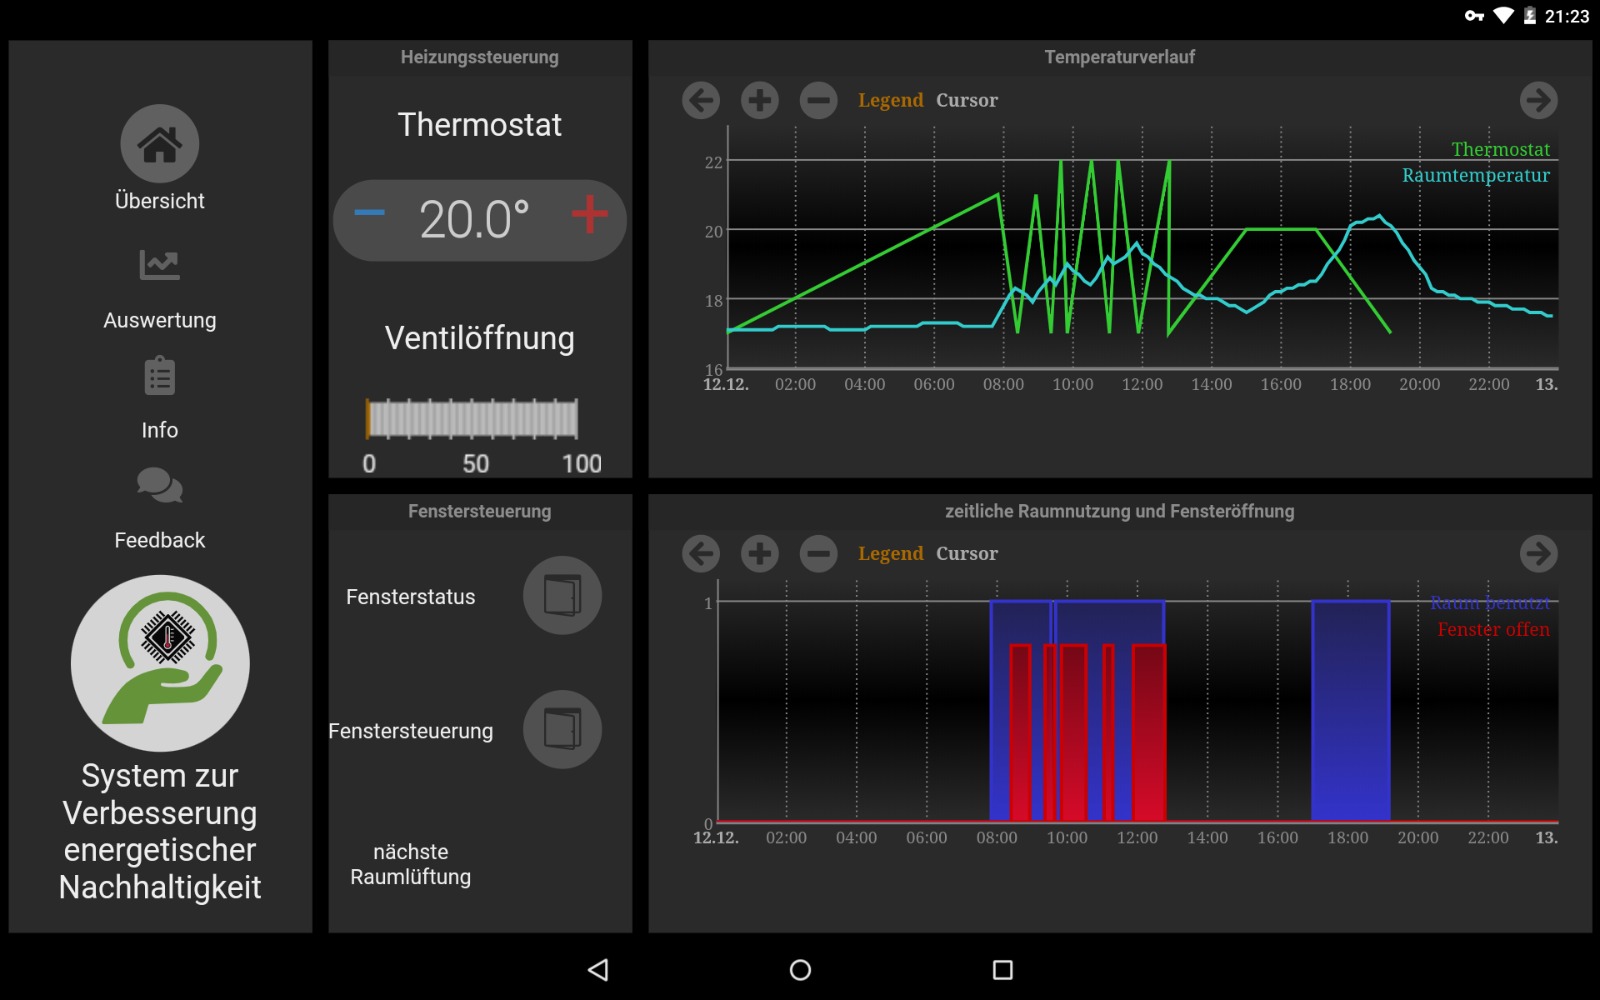 21:23
Übersicht
Auswertung
Info
Feedback
System zur
Verbesserung
energetischer
Nachhaltigkeit
Heizungssteuerung
Thermostat
20.0°
Ventilöffnung
0 50 100
Fenstersteuerung
Fensterstatus
Fenstersteuerung
nächste
Raumlüftung
Temperaturverlauf
Legend Cursor
Thermostat
Raumtemperatur
22
20
18
16
12.12. 02:00 04:00 06:00 08:00 10:00 12:00 14:00 16:00 18:00 20:00 22:00 13.
zeitliche Raumnutzung und Fensteröffnung
Legend Cursor
Raum benutzt
Fenster offen
1
0
12.12. 02:00 04:00 06:00 08:00 10:00 12:00 14:00 16:00 18:00 20:00 22:00 13.